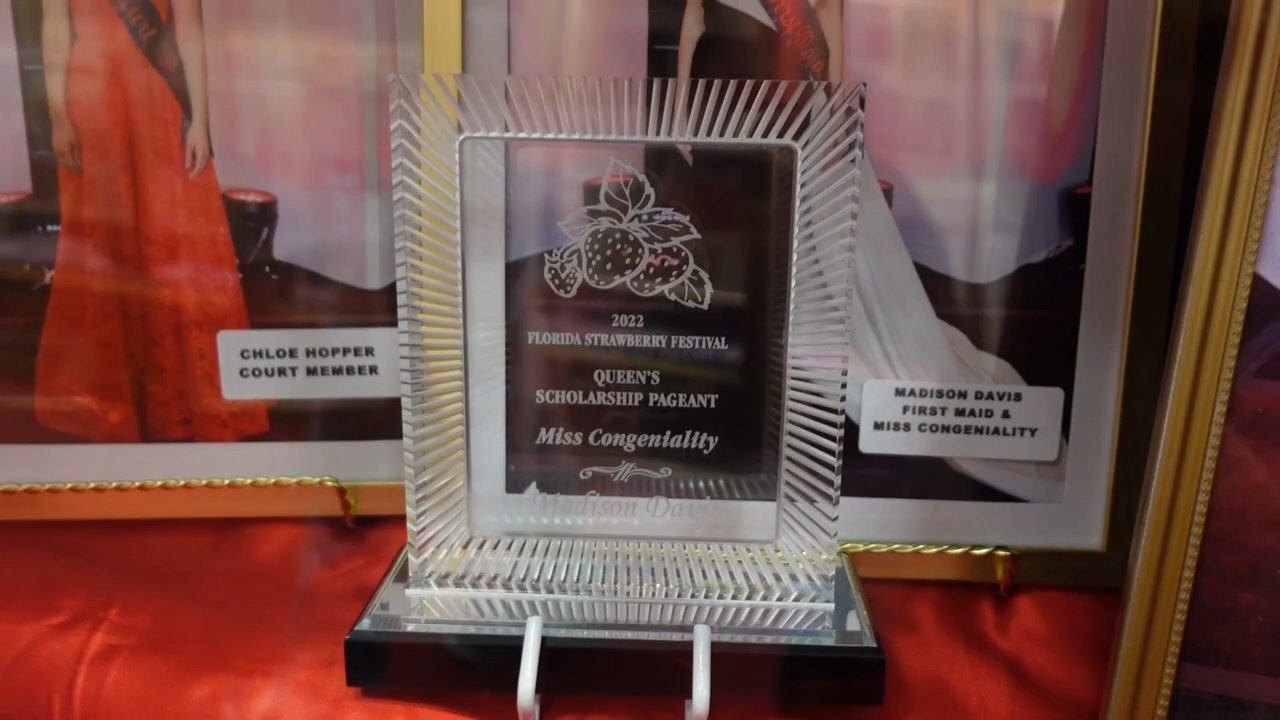 CHLOE HOPPER
COURT MEMBER
2022
FLORIDA STRAWBERRY FESTIVAL
QUEEN'S
SCHOLARSHIP PAGEANT
Miss Congeniality
Madison Davis
MADISON DAVIS
FIRST MAID &
MISS CONGENIALITY